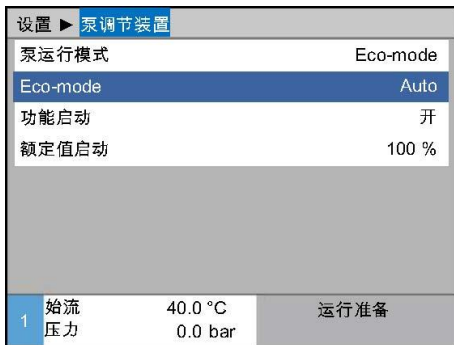 设置 ▶ 泵调节装置
泵运行模式 Eco-mode
Eco-mode Auto
功能启动 开
额定值启动 100 %
1 始流 40.0 °C 运行准备
压力 0.0 bar